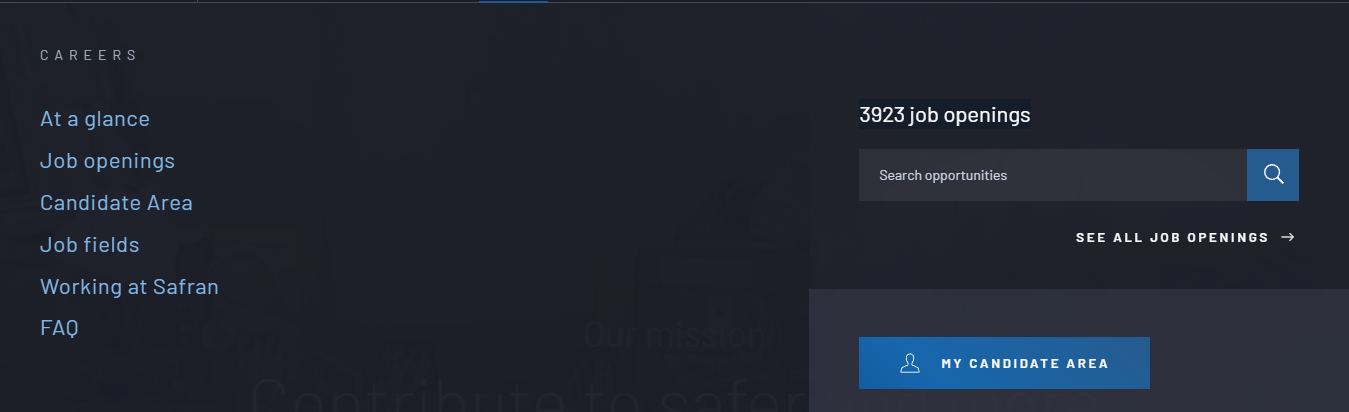 CAREERS
At a glance
Job openings
Candidate Area
Job fields
Working at Safran
FAQ
3923 job openings
Search opportunities
SEE ALL JOB OPENINGS
MY CANDIDATE AREA
Our mission
Contribute to safer